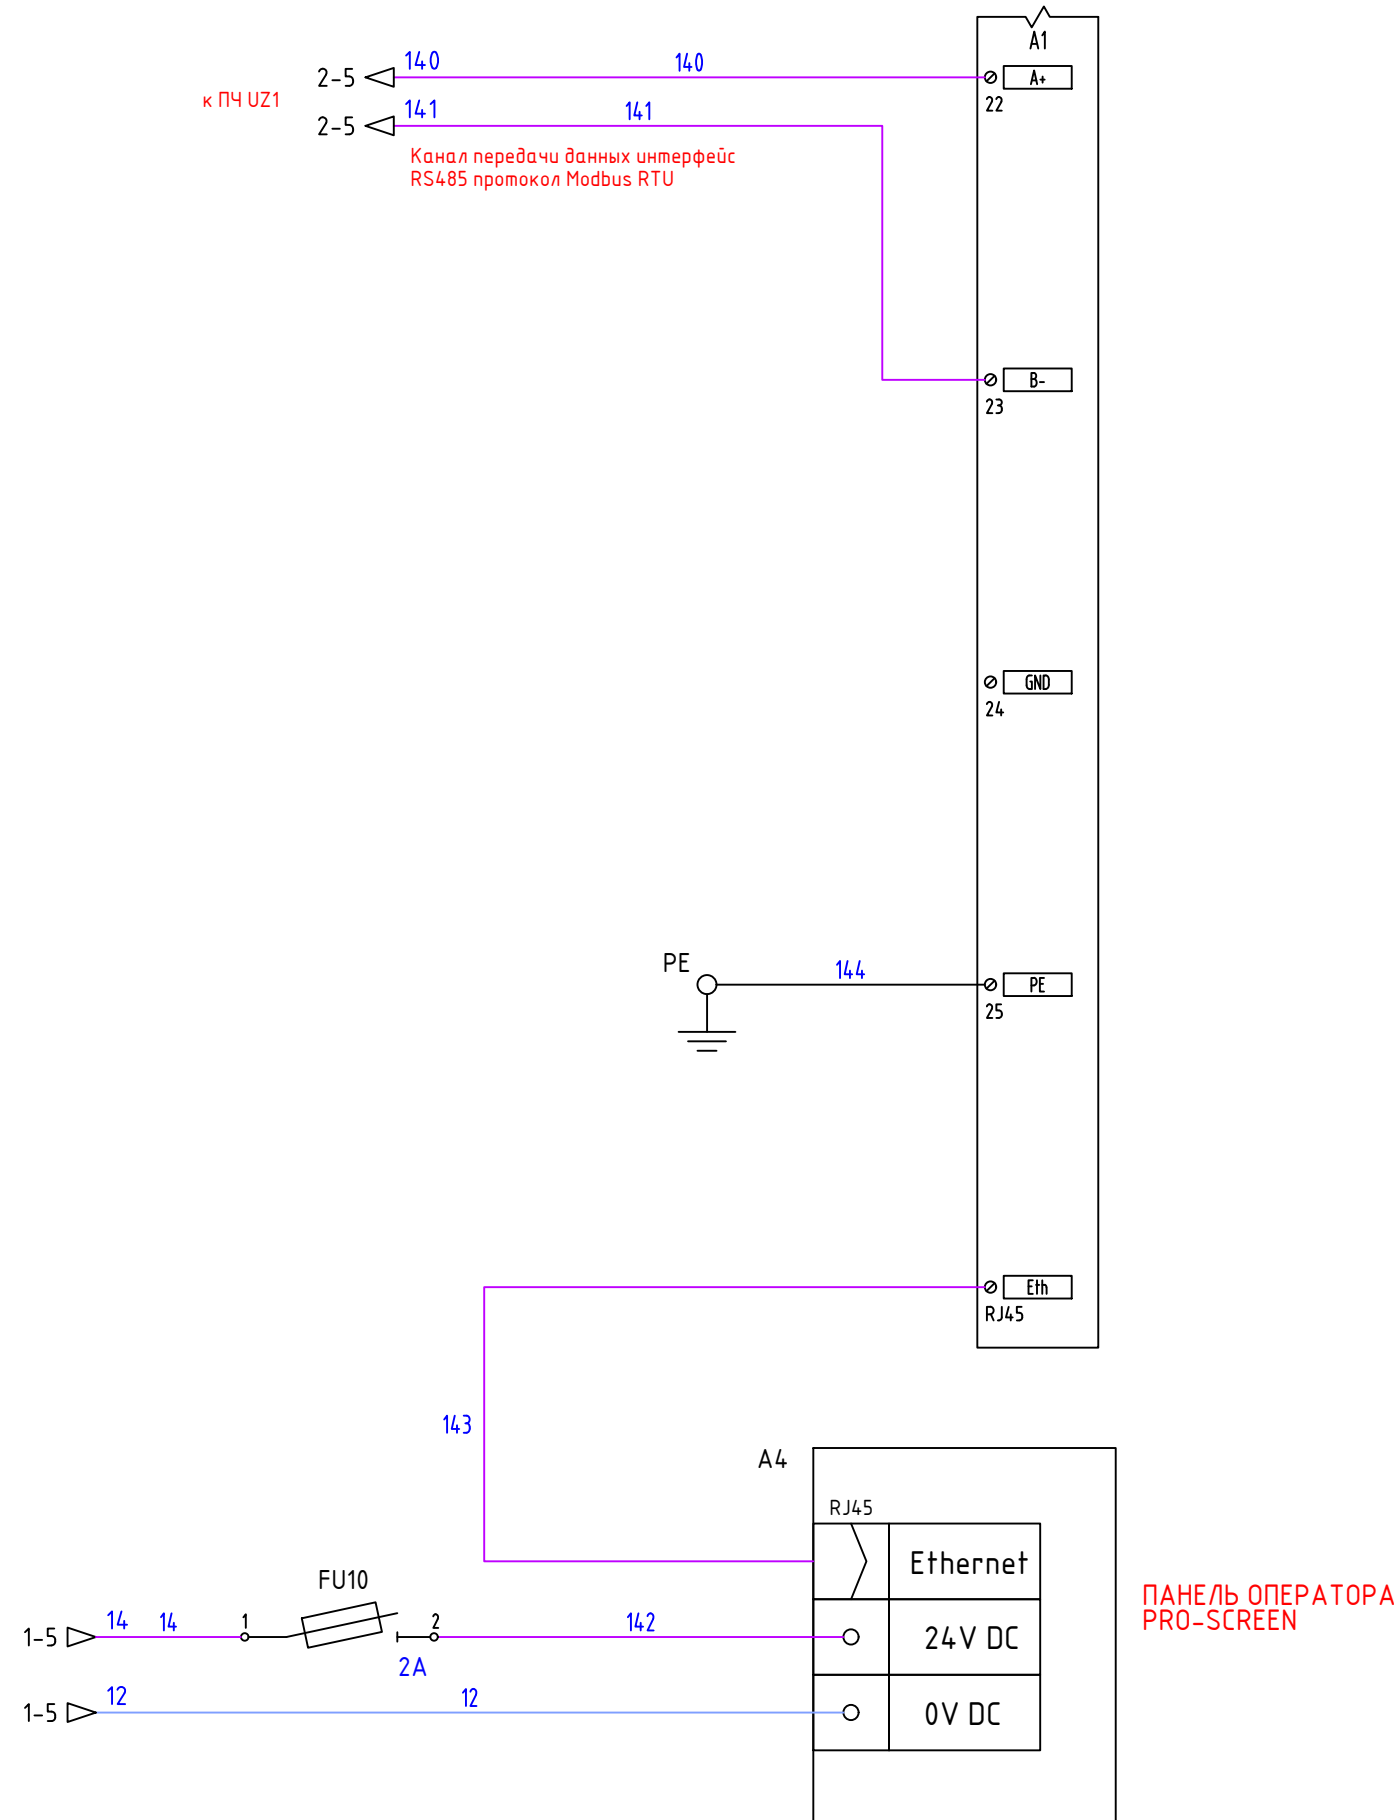 A1
2-5
140
140
A+
22
к ПЧ UZ1
2-5
141
141
Канал передачи данных интерфейс
RS485 протокол Modbus RTU
B-
23
GND
24
PE
144
PE
25
Eth
RJ45
143
A4
RJ45
Ethernet
ПАНЕЛЬ ОПЕРАТОРА
PRO-SCREEN
FU10
1-5
14
14
1
2
142
24V DC
2A
1-5
12
12
0V DC